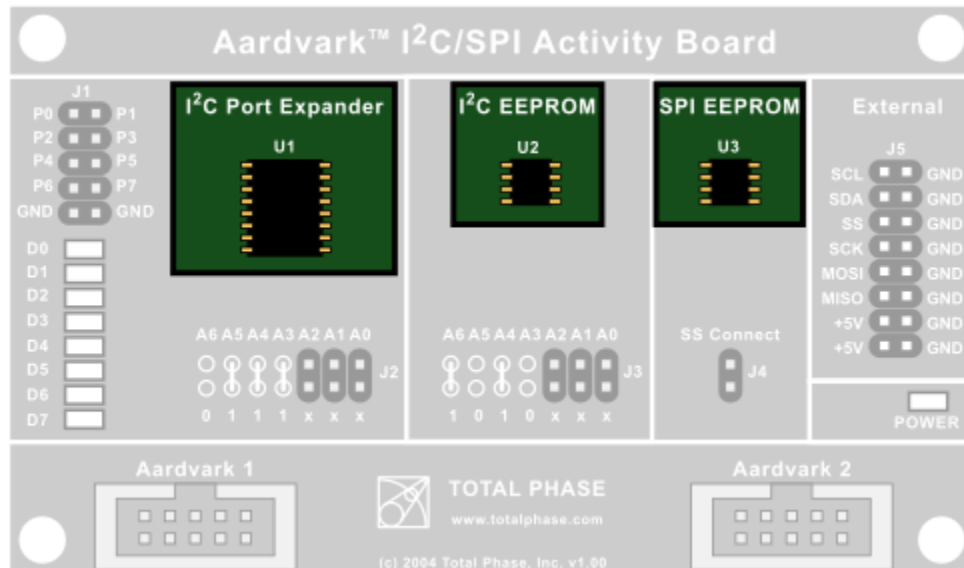 Aardvark™ I²C/SPI Activity Board
J1
P0 P1
P2 P3
P4 P5
P6 P7
GND GND
D0
D1
D2
D3
D4
D5
D6
D7
I²C Port Expander
U1
A6 A5 A4 A3 A2 A1 A0
J2
0 1 1 1 x x x
I²C EEPROM
U2
A6 A5 A4 A3 A2 A1 A0
J3
1 0 1 0 x x x
SPI EEPROM
U3
SS Connect
J4
External
J5
SCL GND
SDA GND
SS GND
SCK GND
MOSI GND
MISO GND
+5V GND
+5V GND
POWER
Aardvark 1
TOTAL PHASE
www.totalphase.com
(c) 2004 Total Phase, Inc. v1.00
Aardvark 2